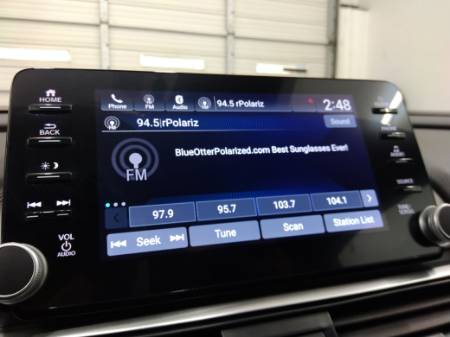 HOME
Phone FM Audio 94.5 rPolariz 2:48
94.5|rPolariz Sound
BACK
BlueOtterPolarized.com Best Sunglasses Ever!
FM
SOURCE
97.9 95.7 103.7 104.1
VOL
AUDIO
Seek Tune Scan Station List